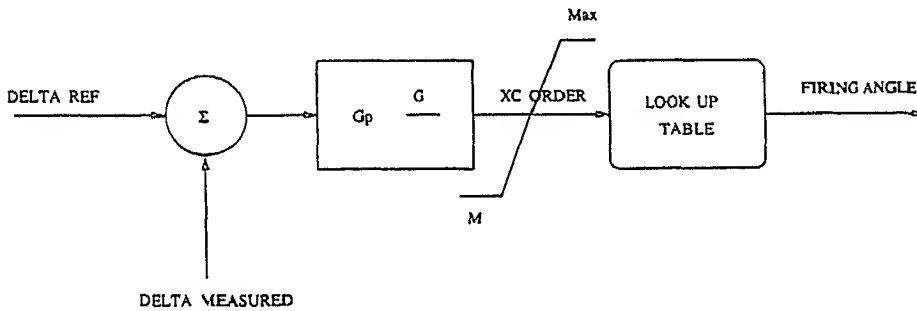 Max
DELTA REF
Σ
Gp
G
XC ORDER
LOOK UP
TABLE
FIRING ANGLE
M
DELTA MEASURED